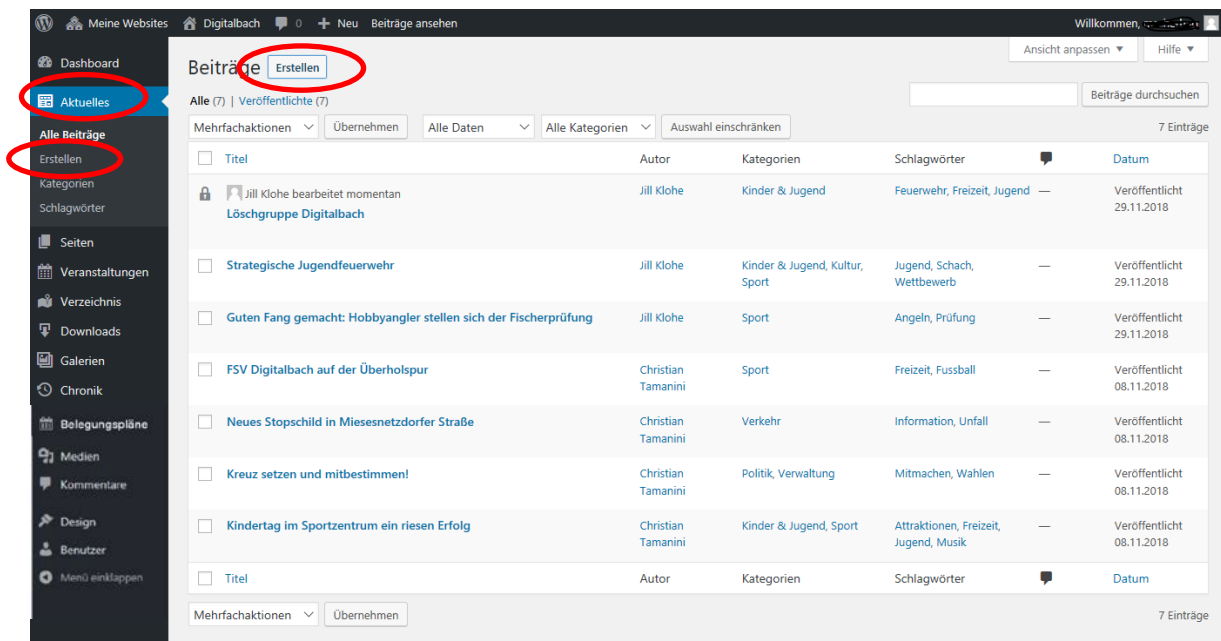 Meine Websites Digitalbach 0 Neu Beiträge ansehen Willkommen,
Dashboard
Aktuelles
Alle Beiträge
Erstellen
Kategorien
Schlagwörter
Seiten
Veranstaltungen
Verzeichnis
Downloads
Galerien
Chronik
Belegungspläne
Medien
Kommentare
Design
Benutzer
Menü einklappen
Ansicht anpassen Hilfe
Beiträge Erstellen
Alle (7) | Veröffentlichte (7)
Beiträge durchsuchen
Mehrfachaktionen Übernehmen Alle Daten Alle Kategorien Auswahl einschränken 7 Einträge
Titel Autor Kategorien Schlagwörter Datum
Jill Klohe bearbeitet momentan Jill Klohe Kinder & Jugend Feuerwehr, Freizeit, Jugend — Veröffentlicht
Löschgruppe Digitalbach 29.11.2018
Strategische Jugendfeuerwehr Jill Klohe Kinder & Jugend, Kultur, Jugend, Schach, — Veröffentlicht
Sport Wettbewerb 29.11.2018
Guten Fang gemacht: Hobbyangler stellen sich der Fischerprüfung Jill Klohe Sport Angeln, Prüfung — Veröffentlicht
29.11.2018
FSV Digitalbach auf der Überholspur Christian Sport Freizeit, Fussball — Veröffentlicht
Tamanini 08.11.2018
Neues Stopschild in Miesesnetzdorfer Straße Christian Verkehr Information, Unfall — Veröffentlicht
Tamanini 08.11.2018
Kreuz setzen und mitbestimmen! Christian Politik, Verwaltung Mitmachen, Wahlen — Veröffentlicht
Tamanini 08.11.2018
Kindertag im Sportzentrum ein riesen Erfolg Christian Kinder & Jugend, Sport Attraktionen, Freizeit, — Veröffentlicht
Tamanini Jugend, Musik 08.11.2018
Titel Autor Kategorien Schlagwörter Datum
Mehrfachaktionen Übernehmen 7 Einträge